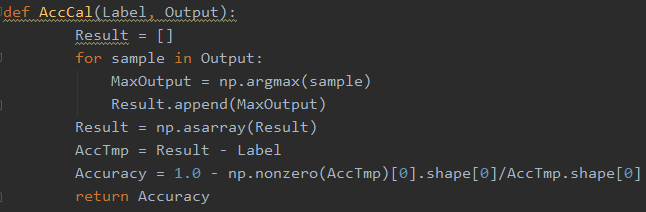 def AccCal(Label, Output):
Result = []
for sample in Output:
MaxOutput = np.argmax(sample)
Result.append(MaxOutput)
Result = np.asarray(Result)
AccTmp = Result - Label
Accuracy = 1.0 - np.nonzero(AccTmp)[0].shape[0]/AccTmp.shape[0]
return Accuracy